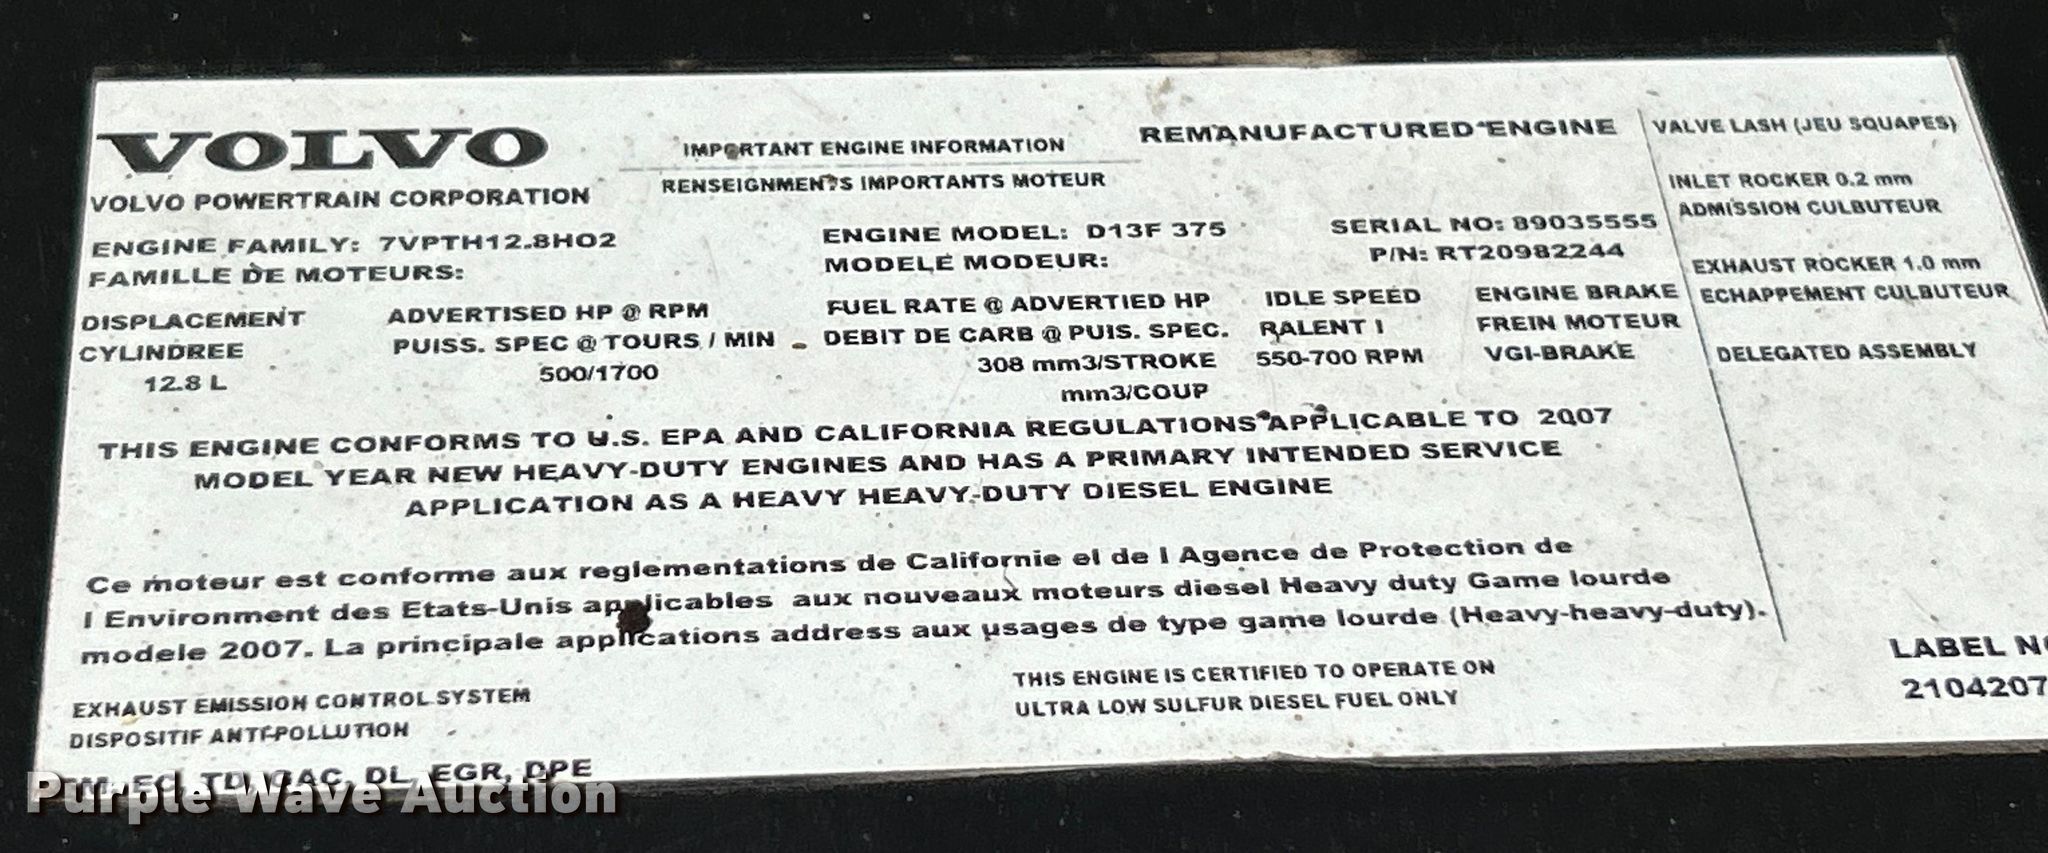 VOLVO
VOLVO POWERTRAIN CORPORATION
IMPORTANT ENGINE INFORMATION
RENSEIGNMENTS IMPORTANTS MOTEUR
REMANUFACTURED ENGINE
VALVE LASH (JEU SQUAPES)
INLET ROCKER 0.2 mm
ADMISSION CULBUTEUR
EXHAUST ROCKER 1.0 mm
ECHAPPEMENT CULBUTEUR
DELEGATED ASSEMBLY
ENGINE FAMILY: 7VPTH12.8HO2
FAMILLE DE MOTEURS:
ENGINE MODEL: D13F 375
MODELE MODEUR:
SERIAL NO: 89035555
P/N: RT20982244
DISPLACEMENT
CYLINDREE
12.8 L
ADVERTISED HP @ RPM
PUISS. SPEC @ TOURS / MIN
500/1700
FUEL RATE @ ADVERTIED HP
DEBIT DE CARB @ PUIS. SPEC.
308 mm3/STROKE
mm3/COUP
IDLE SPEED
RALENT I
550-700 RPM
ENGINE BRAKE
FREIN MOTEUR
VGI-BRAKE
THIS ENGINE CONFORMS TO U.S. EPA AND CALIFORNIA REGULATIONS APPLICABLE TO 2007
MODEL YEAR NEW HEAVY-DUTY ENGINES AND HAS A PRIMARY INTENDED SERVICE
APPLICATION AS A HEAVY HEAVY-DUTY DIESEL ENGINE
Ce moteur est conforme aux reglementations de Californie el de l Agence de Protection de
l Environment des Etats-Unis applicables aux nouveaux moteurs diesel Heavy duty Game lourde
modele 2007. La principale applications address aux usages de type game lourde (Heavy-heavy-duty).
EXHAUST EMISSION CONTROL SYSTEM
DISPOSITIF ANTI-POLLUTION
EC, TD, CAC, DL, EGR, DPE
THIS ENGINE IS CERTIFIED TO OPERATE ON
ULTRA LOW SULFUR DIESEL FUEL ONLY
LABEL NO
2104207
Purple Wave Auction